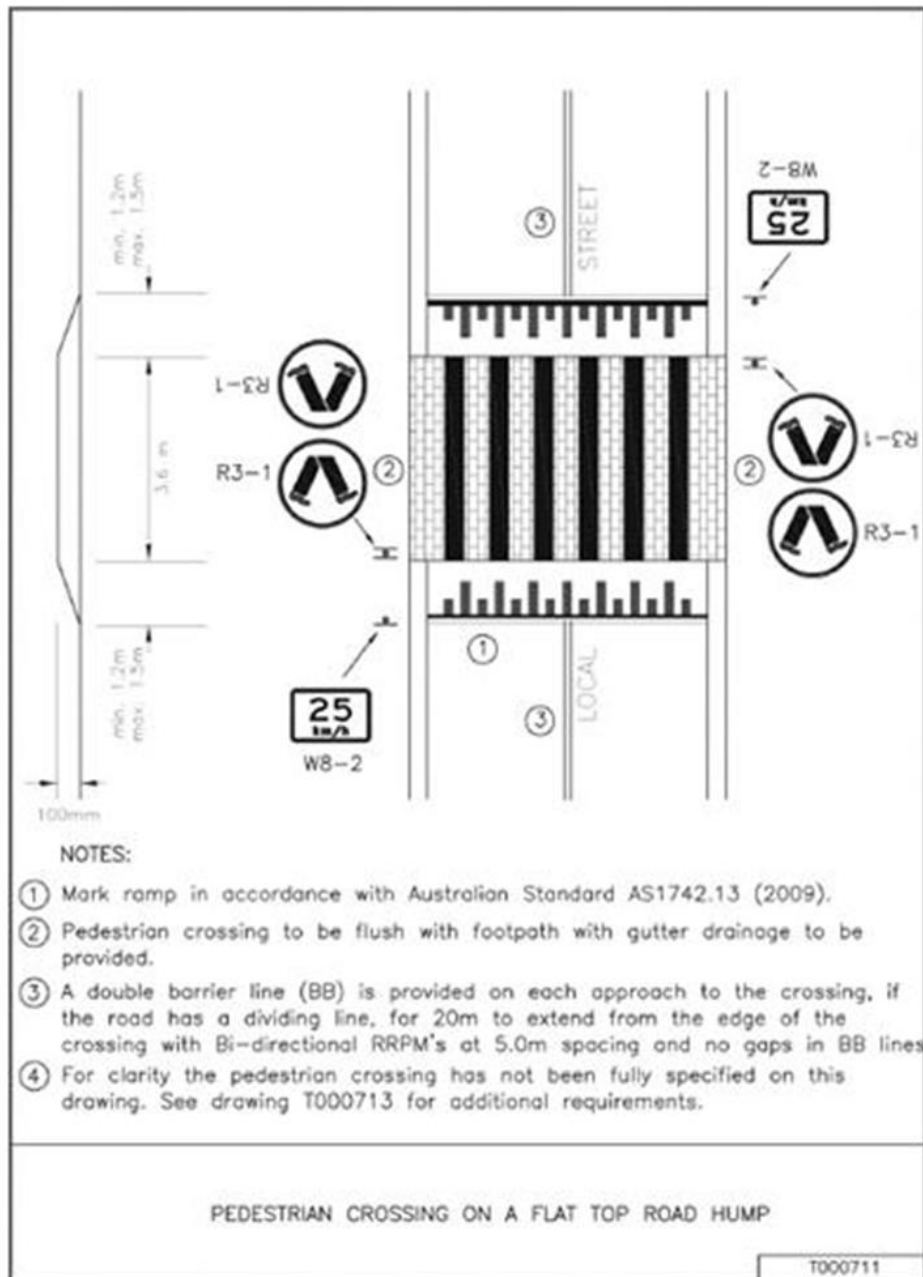 min. 1.2m
max. 1.5m
3.6 m
min. 1.2m
max. 1.5m
100mm
R3-1
R3-1
2
3
STREET
W8-2
25
km/h
R3-1
2
R3-1
1
3
LOCAL
25
km/h
W8-2
NOTES:
1 Mark ramp in accordance with Australian Standard AS1742.13 (2009).
2 Pedestrian crossing to be flush with footpath with gutter drainage to be
provided.
3 A double barrier line (BB) is provided on each approach to the crossing, if
the road has a dividing line, for 20m to extend from the edge of the
crossing with Bi-directional RRPM's at 5.0m spacing and no gaps in BB lines
4 For clarity the pedestrian crossing has not been fully specified on this
drawing. See drawing T000713 for additional requirements.
PEDESTRIAN CROSSING ON A FLAT TOP ROAD HUMP
T000711